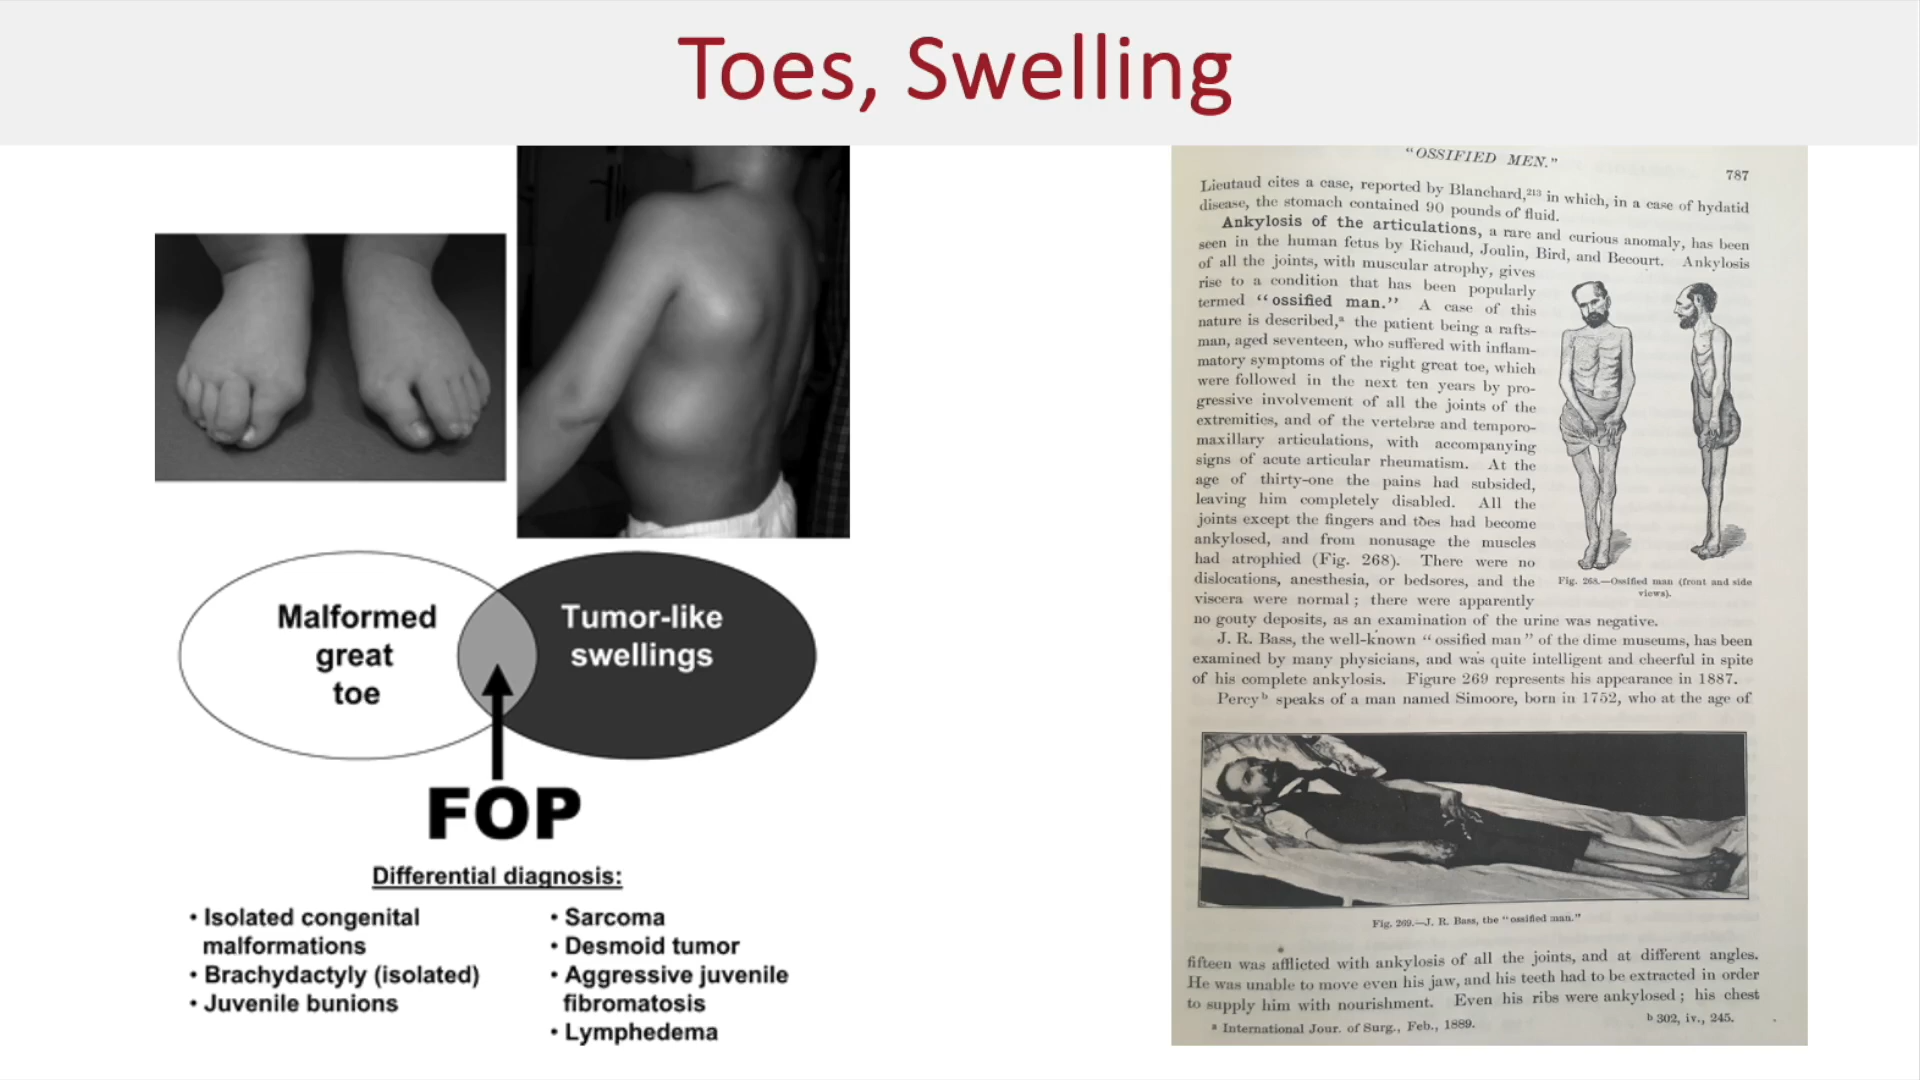 Toes, Swelling
Malformed
great
toe
Tumor-like
swellings
FOP
Differential diagnosis:
• Isolated congenital
malformations
• Brachydactyly (isolated)
• Juvenile bunions
• Sarcoma
• Desmoid tumor
• Aggressive juvenile
fibromatosis
• Lymphedema
"OSSIFIED MEN."
787
Lieutaud cites a case, reported by Blanchard,²¹³ in which, in a case of hydatid
disease, the stomach contained 90 pounds of fluid.
Ankylosis of the articulations, a rare and curious anomaly, has been
seen in the human fetus by Richaud, Joulin, Bird, and Becourt. Ankylosis
of all the joints, with muscular atrophy, gives
rise to a condition that has been popularly
termed "ossified man." A case of this
nature is described,ᵃ the patient being a rafts-
man, aged seventeen, who suffered with inflam-
matory symptoms of the right great toe, which
were followed in the next ten years by pro-
gressive involvement of all the joints of the
extremities, and of the vertebræ and temporo-
maxillary articulations, with accompanying
signs of acute articular rheumatism. At the
age of thirty-one the pains had subsided,
leaving him completely disabled. All the
joints except the fingers and toes had become
ankylosed, and from nonusage the muscles
had atrophied (Fig. 268). There were no
dislocations, anesthesia, or bedsores, and the
viscera were normal; there were apparently
no gouty deposits, as an examination of the urine was negative.
Fig. 268.—Ossified man (front and side
views).
J. R. Bass, the well-known "ossified man" of the dime museums, has been
examined by many physicians, and was quite intelligent and cheerful in spite
of his complete ankylosis. Figure 269 represents his appearance in 1887.
Percyᵇ speaks of a man named Simoore, born in 1752, who at the age of
Fig. 269.—J. R. Bass, the "ossified man."
fifteen was afflicted with ankylosis of all the joints, and at different angles.
He was unable to move even his jaw, and his teeth had to be extracted in order
to supply him with nourishment. Even his ribs were ankylosed; his chest
ᵃ International Jour. of Surg., Feb., 1889.
ᵇ 302, iv., 245.